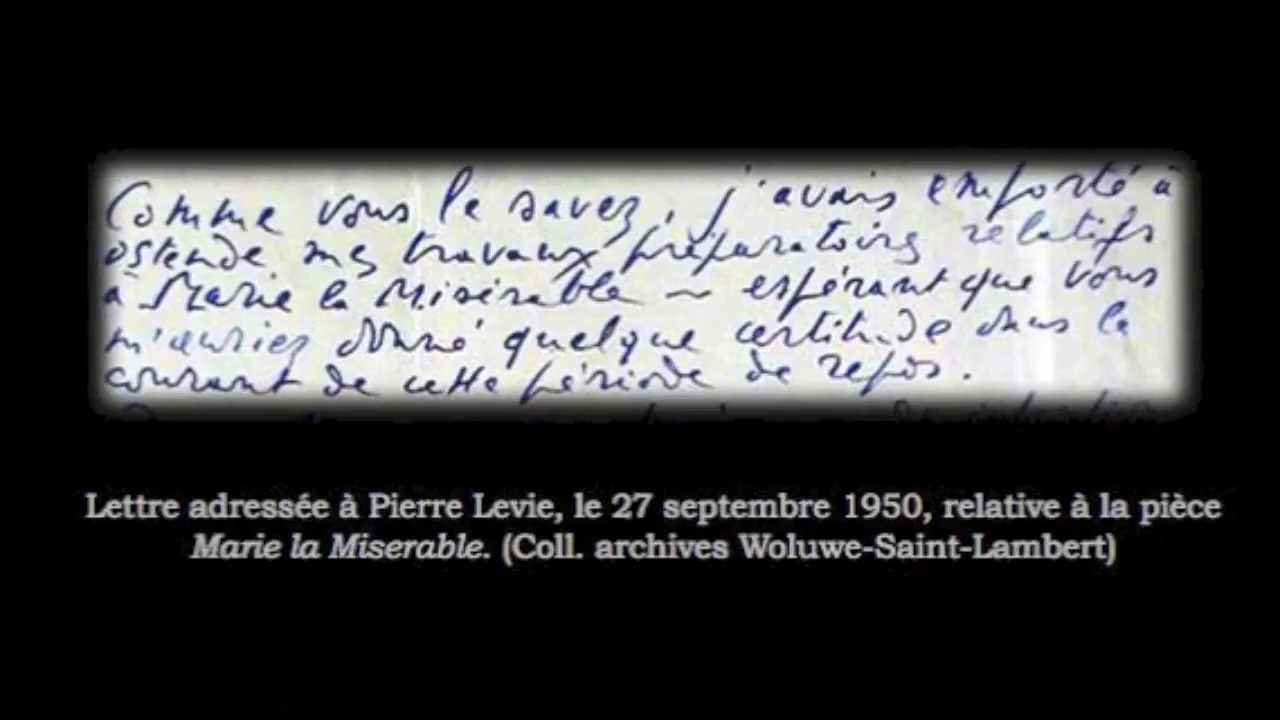 Comme vous le savez, j'avais emporté à
ostende mes travaux préparatoires relatifs
à Marie la Misérable ~ espérant que vous
m'auriez donné quelque certitude dans le
courant de cette période de repos.
Lettre adressée à Pierre Levie, le 27 septembre 1950, relative à la pièce
Marie la Miserable. (Coll. archives Woluwe-Saint-Lambert)